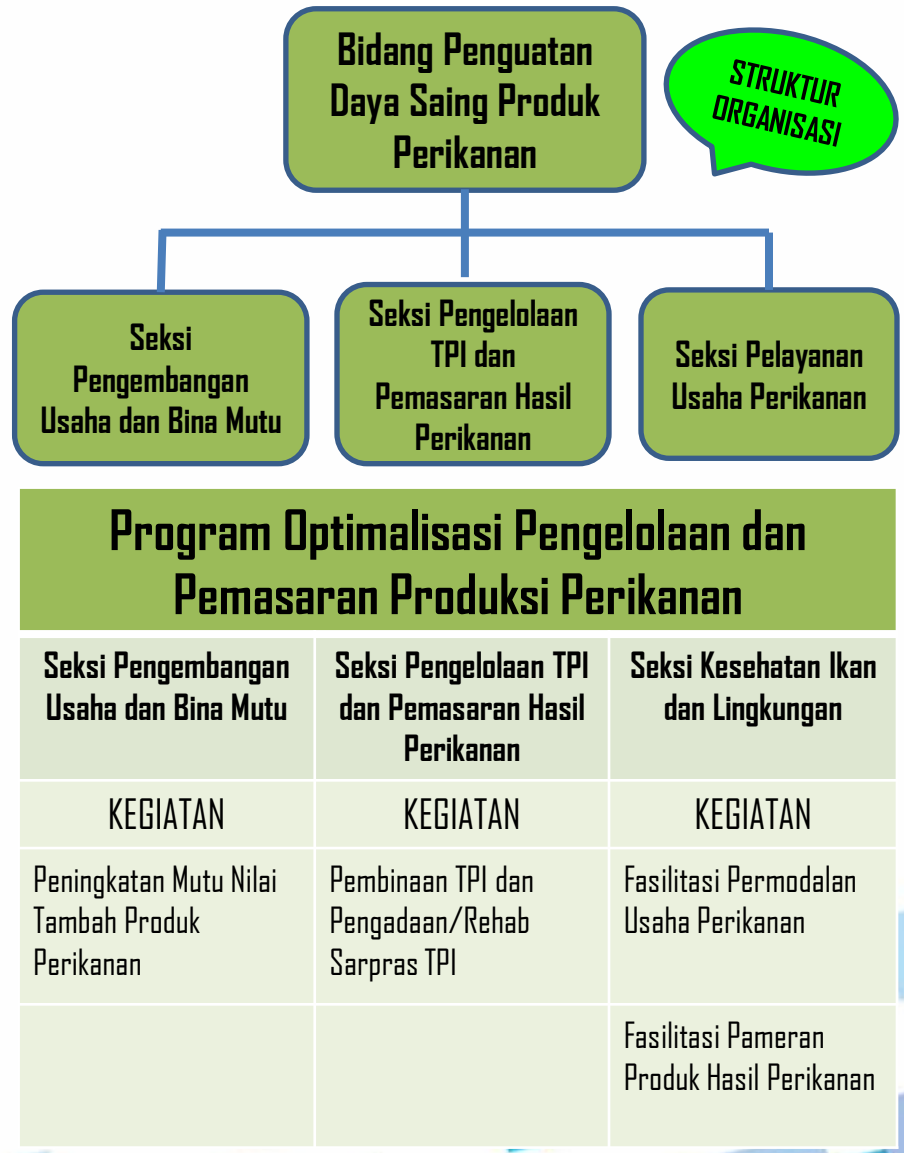 Bidang Penguatan
Daya Saing Produk
Perikanan
STRUKTUR
ORGANISASI
Seksi
Pengembangan
Usaha dan Bina Mutu
Seksi Pengelolaan
TPI dan
Pemasaran Hasil
Perikanan
Seksi Pelayanan
Usaha Perikanan
Program Optimalisasi Pengelolaan dan
Pemasaran Produksi Perikanan
Seksi Pengembangan
Usaha dan Bina Mutu
Seksi Pengelolaan TPI
dan Pemasaran Hasil
Perikanan
Seksi Kesehatan Ikan
dan Lingkungan
KEGIATAN
KEGIATAN
KEGIATAN
Peningkatan Mutu Nilai
Tambah Produk
Perikanan
Pembinaan TPI dan
Pengadaan/Rehab
Sarpras TPI
Fasilitasi Permodalan
Usaha Perikanan
Fasilitasi Pameran
Produk Hasil Perikanan